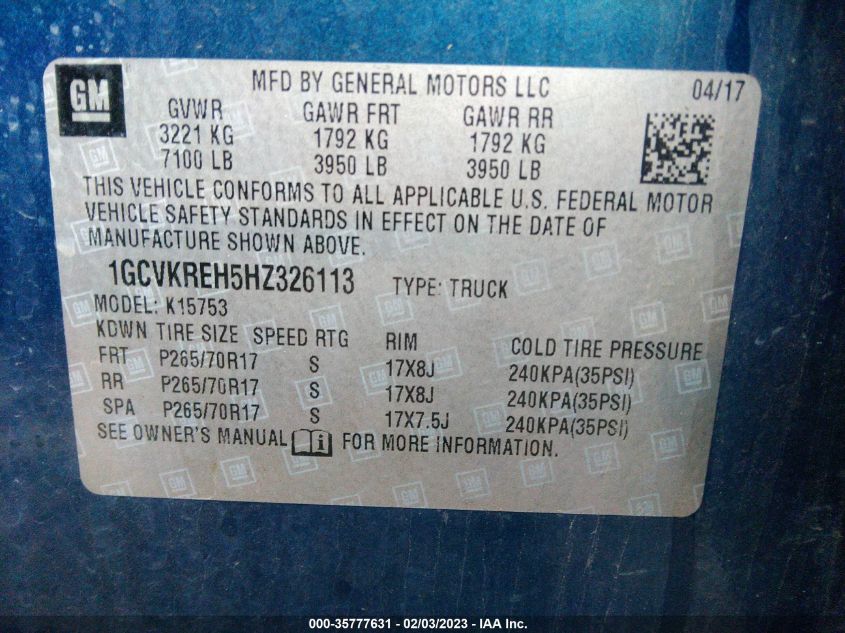 GM
MFD BY GENERAL MOTORS LLC 04/17
GVWR GAWR FRT GAWR RR
3221 KG 1792 KG 1792 KG
7100 LB 3950 LB 3950 LB
THIS VEHICLE CONFORMS TO ALL APPLICABLE U.S. FEDERAL MOTOR
VEHICLE SAFETY STANDARDS IN EFFECT ON THE DATE OF
MANUFACTURE SHOWN ABOVE.
1GCVKREH5HZ326113 TYPE: TRUCK
MODEL: K15753
KDWN TIRE SIZE SPEED RTG RIM COLD TIRE PRESSURE
FRT P265/70R17 S 17X8J 240KPA(35PSI)
RR P265/70R17 S 17X8J 240KPA(35PSI)
SPA P265/70R17 S 17X7.5J 240KPA(35PSI)
SEE OWNER'S MANUAL FOR MORE INFORMATION.
000-35777631 - 02/03/2023 - IAA Inc.